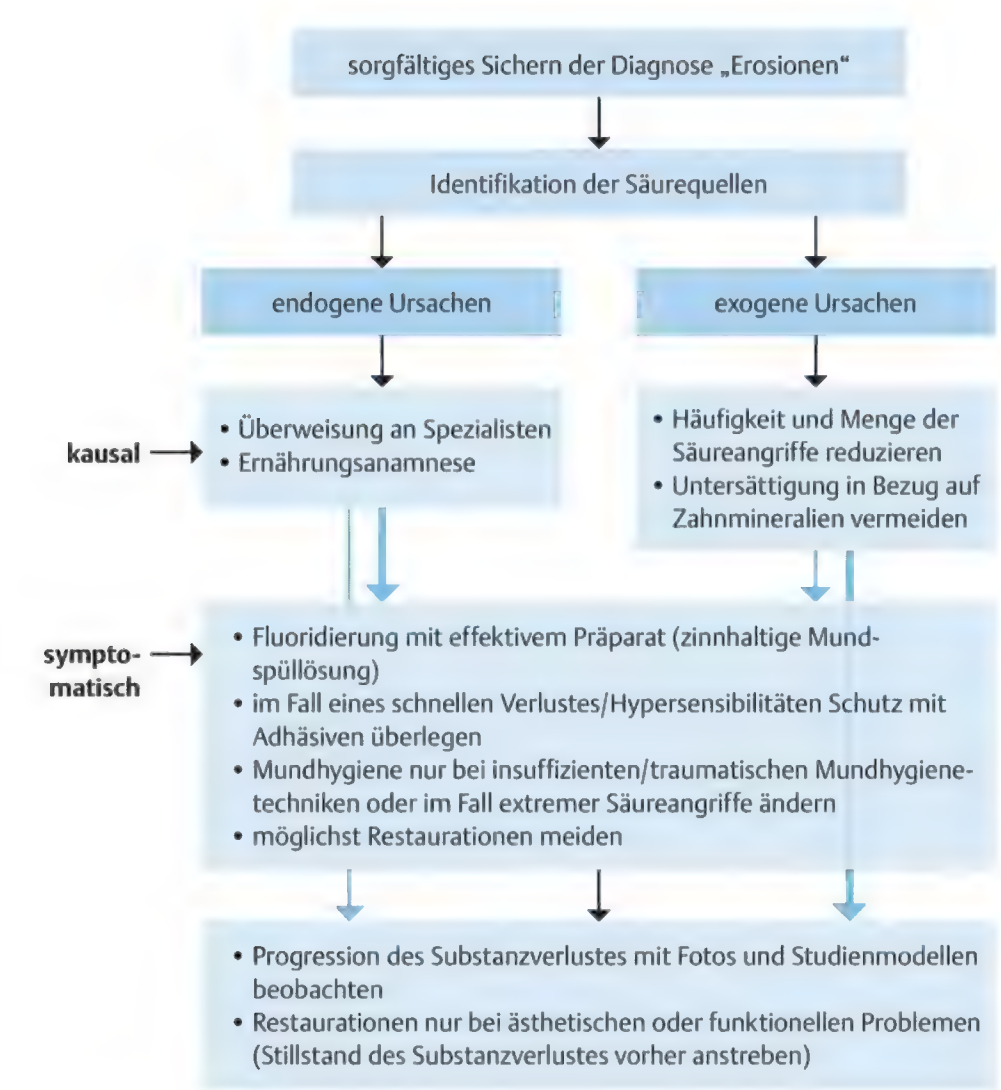 sorgfältiges Sichern der Diagnose „Erosionen“
Identifikation der Säurequellen
endogene Ursachen
exogene Ursachen
kausal
• Überweisung an Spezialisten
• Ernährungsanamnese
• Häufigkeit und Menge der
Säureangriffe reduzieren
• Untersättigung in Bezug auf
Zahnmineralien vermeiden
sympto-
matisch
• Fluoridierung mit effektivem Präparat (zinnhaltige Mund-
spüllösung)
• im Fall eines schnellen Verlustes/Hypersensibilitäten Schutz mit
Adhäsiven überlegen
• Mundhygiene nur bei insuffizienten/traumatischen Mundhygiene-
techniken oder im Fall extremer Säureangriffe ändern
• möglichst Restaurationen meiden
• Progression des Substanzverlustes mit Fotos und Studienmodellen
beobachten
• Restaurationen nur bei ästhetischen oder funktionellen Problemen
(Stillstand des Substanzverlustes vorher anstreben)